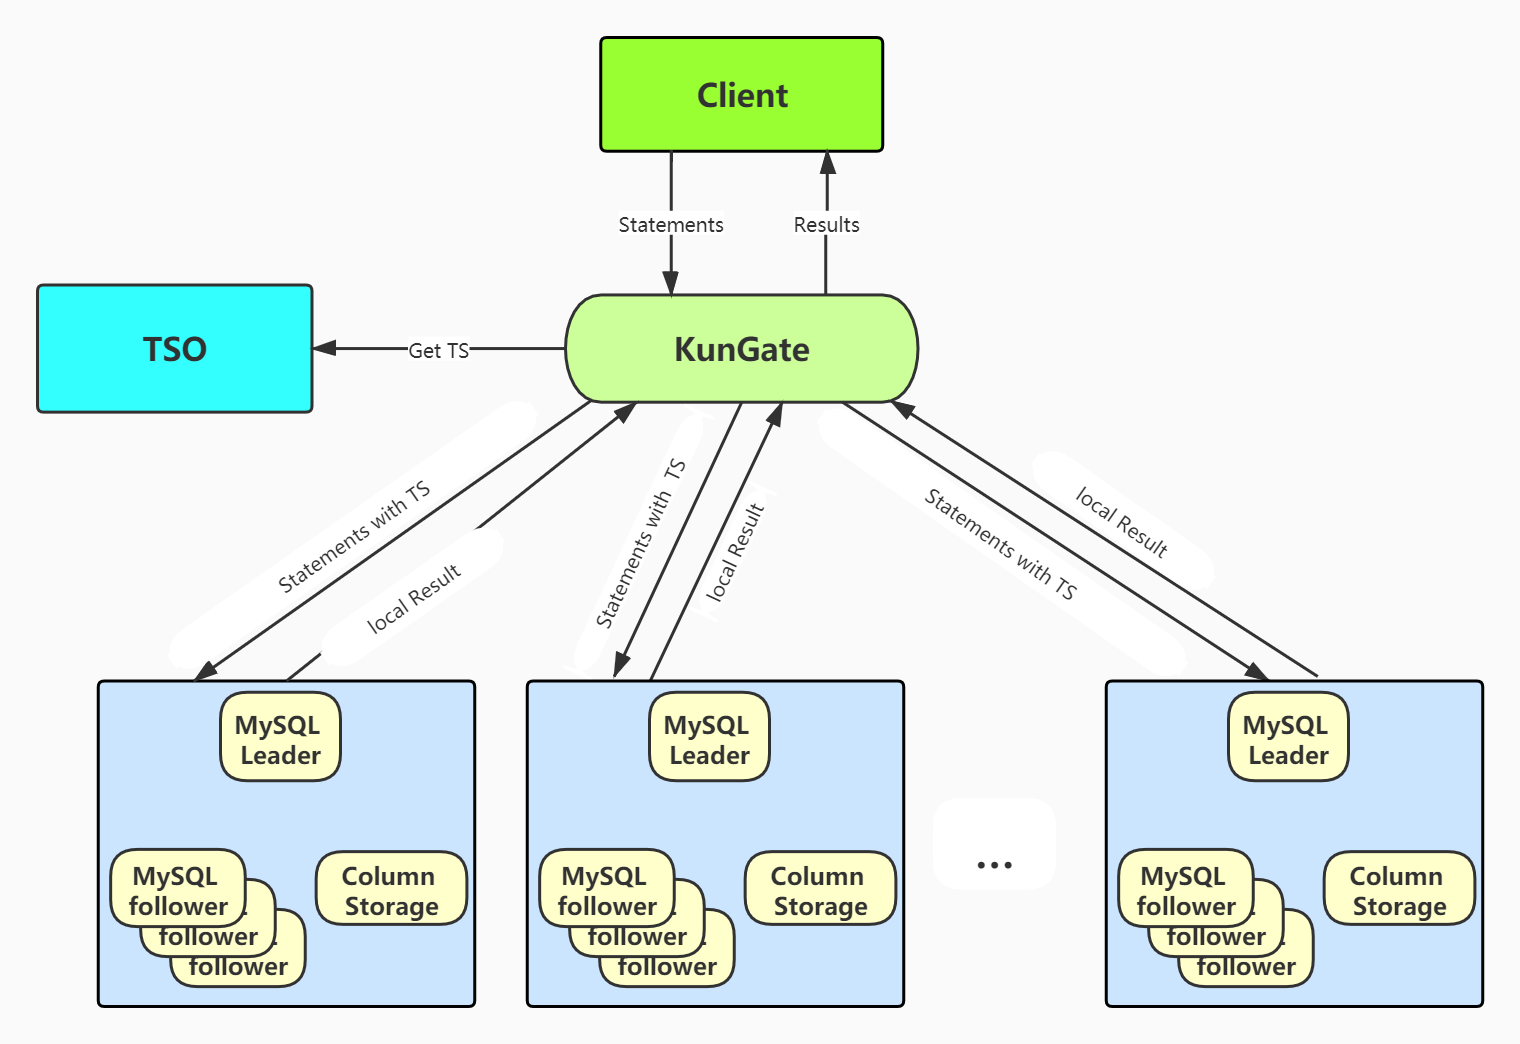 Client
Statements
Results
TSO
Get TS
KunGate
Statements with TS
local Result
Statements with TS
local Result
Statements with TS
local Result
MySQL
Leader
MySQL
follower
follower
follower
Column
Storage
MySQL
Leader
MySQL
follower
follower
follower
Column
Storage
...
MySQL
Leader
MySQL
follower
follower
follower
Column
Storage